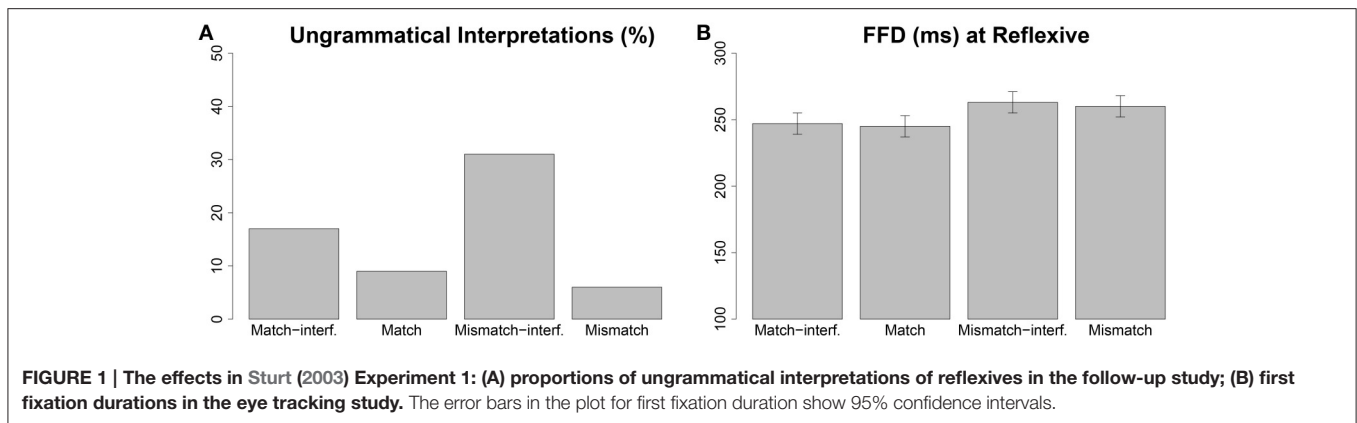 A
Ungrammatical Interpretations (%)
50
40
30
20
10
0
Match−interf.
Match
Mismatch−interf.
Mismatch
B
FFD (ms) at Reflexive
300
250
200
150
100
Match−interf.
Match
Mismatch−interf.
Mismatch
FIGURE 1 | The effects in Sturt (2003) Experiment 1: (A) proportions of ungrammatical interpretations of reflexives in the follow-up study; (B) first
fixation durations in the eye tracking study. The error bars in the plot for first fixation duration show 95% confidence intervals.